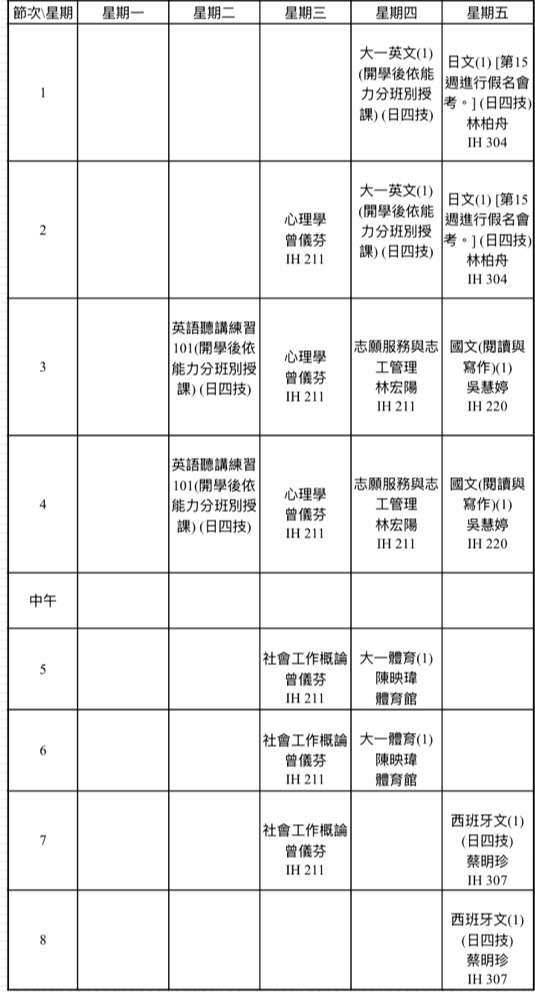 節次\星期 星期一 星期二 星期三 星期四 星期五
1
大一英文(1)
(開學後依能
力分班別授
課) (日四技)
日文(1) [第15
週進行假名會
考。] (日四技)
林柏舟
IH 304
2
心理學
曾儀芬
IH 211
大一英文(1)
(開學後依能
力分班別授
課) (日四技)
日文(1) [第15
週進行假名會
考。] (日四技)
林柏舟
IH 304
3
英語聽講練習
101(開學後依
能力分班別授
課) (日四技)
心理學
曾儀芬
IH 211
志願服務與志
工管理
林宏陽
IH 211
國文(閱讀與
寫作)(1)
吳慧婷
IH 220
4
英語聽講練習
101(開學後依
能力分班別授
課) (日四技)
心理學
曾儀芬
IH 211
志願服務與志
工管理
林宏陽
IH 211
國文(閱讀與
寫作)(1)
吳慧婷
IH 220
中午
5
社會工作概論
曾儀芬
IH 211
大一體育(1)
陳映瑋
體育館
6
社會工作概論
曾儀芬
IH 211
大一體育(1)
陳映瑋
體育館
7
社會工作概論
曾儀芬
IH 211
西班牙文(1)
(日四技)
蔡明珍
IH 307
8
西班牙文(1)
(日四技)
蔡明珍
IH 307